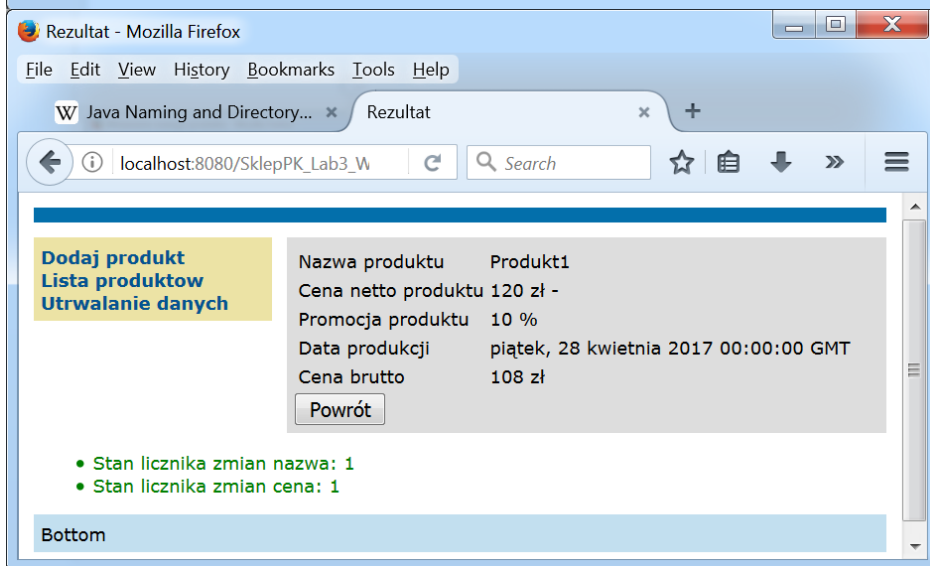 Rezultat - Mozilla Firefox
File Edit View History Bookmarks Tools Help
W Java Naming and Directory... × Rezultat × +
localhost:8080/SklepPK_Lab3_W Search
Dodaj produkt
Lista produktow
Utrwalanie danych
Nazwa produktu Produkt1
Cena netto produktu 120 zł -
Promocja produktu 10 %
Data produkcji piątek, 28 kwietnia 2017 00:00:00 GMT
Cena brutto 108 zł
Powrót
• Stan licznika zmian nazwa: 1
• Stan licznika zmian cena: 1
Bottom